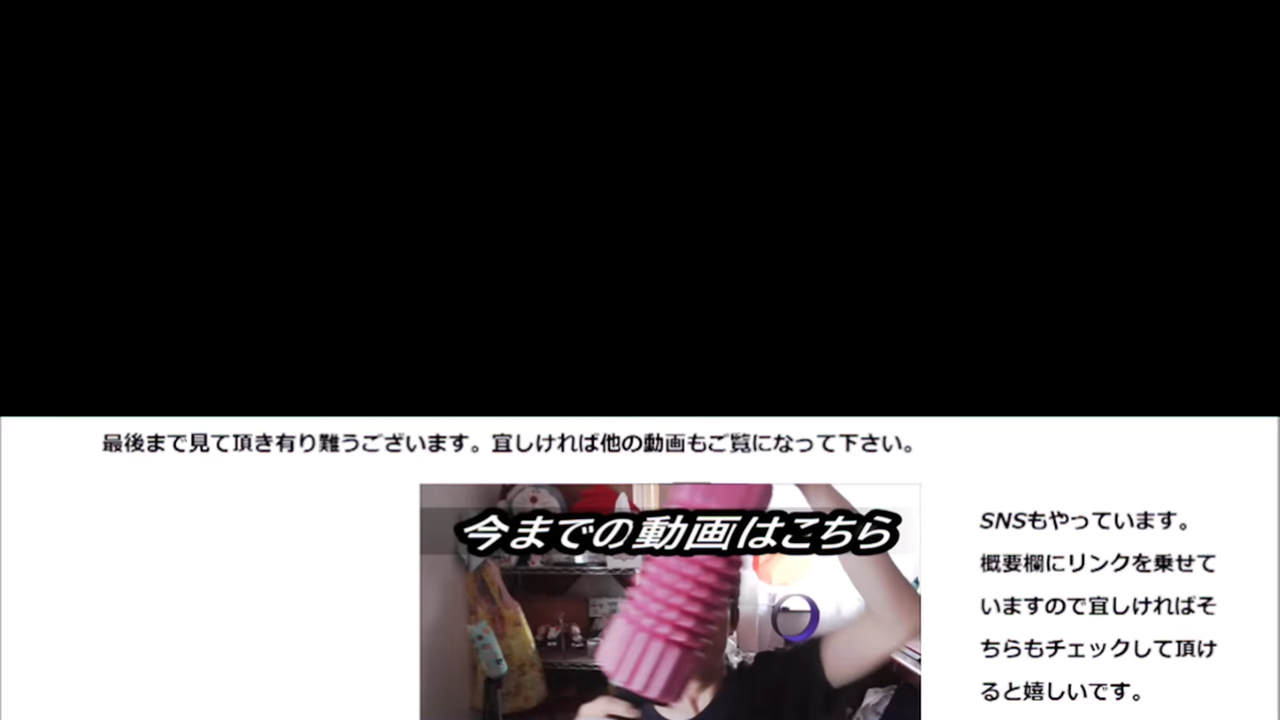 最後まで見て頂き有り難うございます。宜しければ他の動画もご覧になって下さい。
今までの動画はこちら
SNSもやっています。
概要欄にリンクを乗せて
いますので宜しければそ
ちらもチェックして頂け
ると嬉しいです。